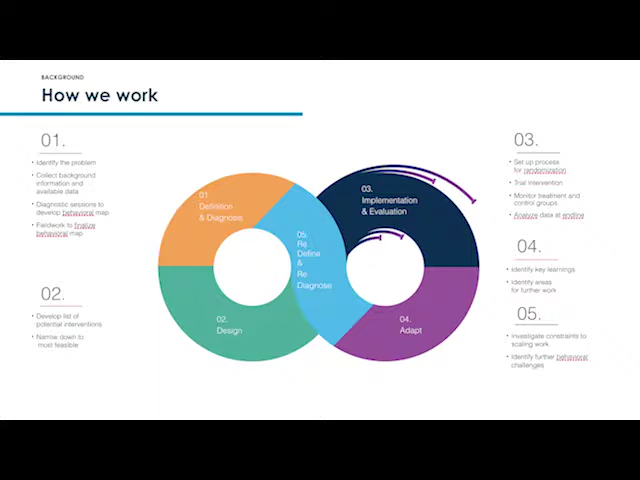 BACKGROUND
How we work
01.
• Identify the problem
• Collect background
information and
available data
• Diagnostic sessions to
develop behavioral map
• Fieldwork to finalize
behavioral map
02.
• Develop list of
potential interventions
• Narrow down to
most feasible
01
Definition
& Diagnosis
02.
Design
05.
Re
Define
&
Re
Diagnose
03.
Implementation
& Evaluation
04.
Adapt
03.
• Set up process
for randomization
• Trial intervention
• Monitor treatment and
control groups
• Analyze data at endline
04.
• Identify key learnings
• Identify areas
for further work
05.
• Investigate constraints to
scaling work
• Identify further behavioral
challenges